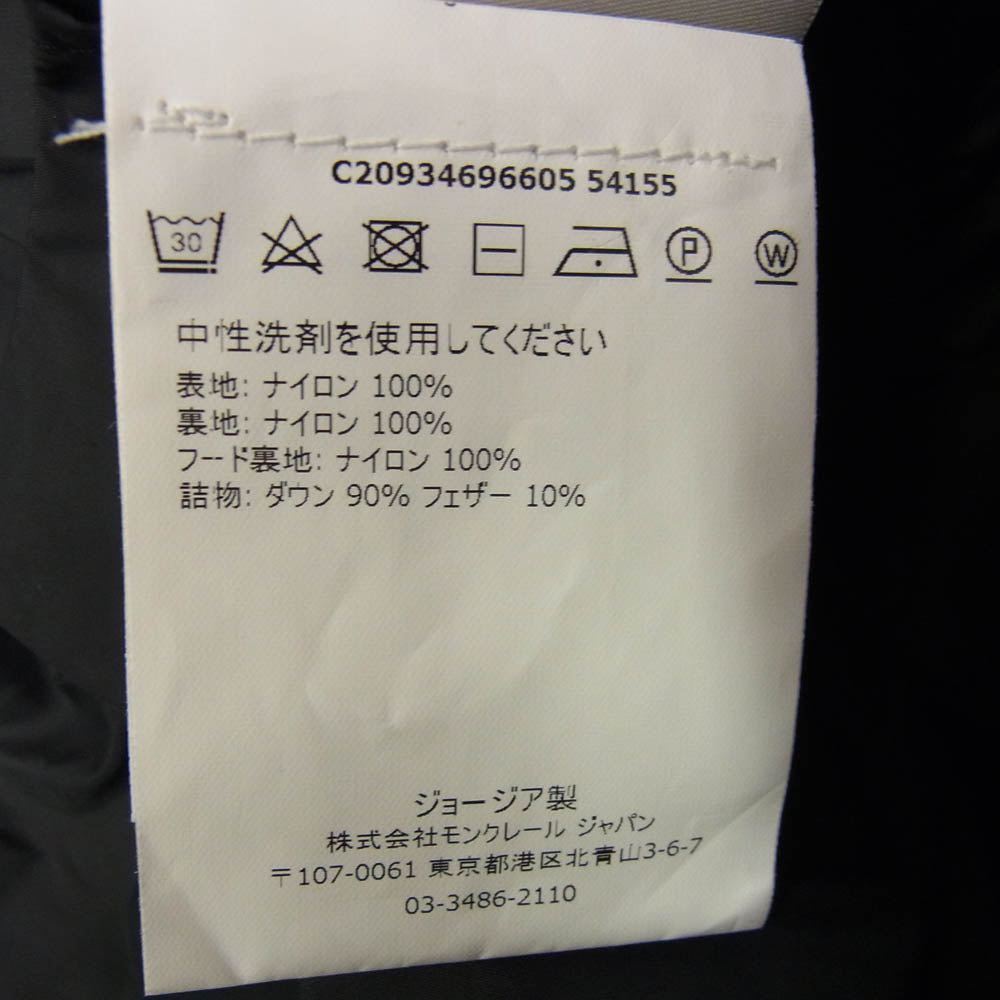 C20934696605 54155
30 P W
中性洗剤を使用してください
表地: ナイロン 100%
裏地: ナイロン 100%
フード裏地: ナイロン 100%
詰物: ダウン 90% フェザー 10%
ジョージア製
株式会社モンクレール ジャパン
〒107-0061 東京都港区北青山3-6-7
03-3486-2110